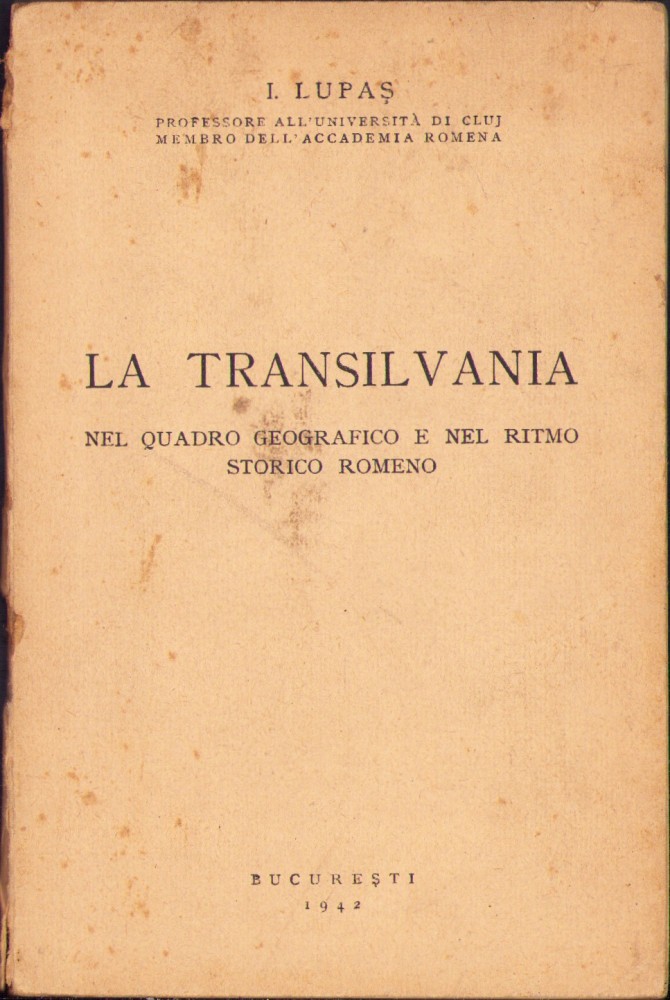 I. LUPAȘ
PROFESSORE ALL'UNIVERSITÀ DI CLUJ
MEMBRO DELL'ACCADEMIA ROMENA
LA TRANSILVANIA
NEL QUADRO GEOGRAFICO E NEL RITMO
STORICO ROMENO
BUCUREȘTI
1942